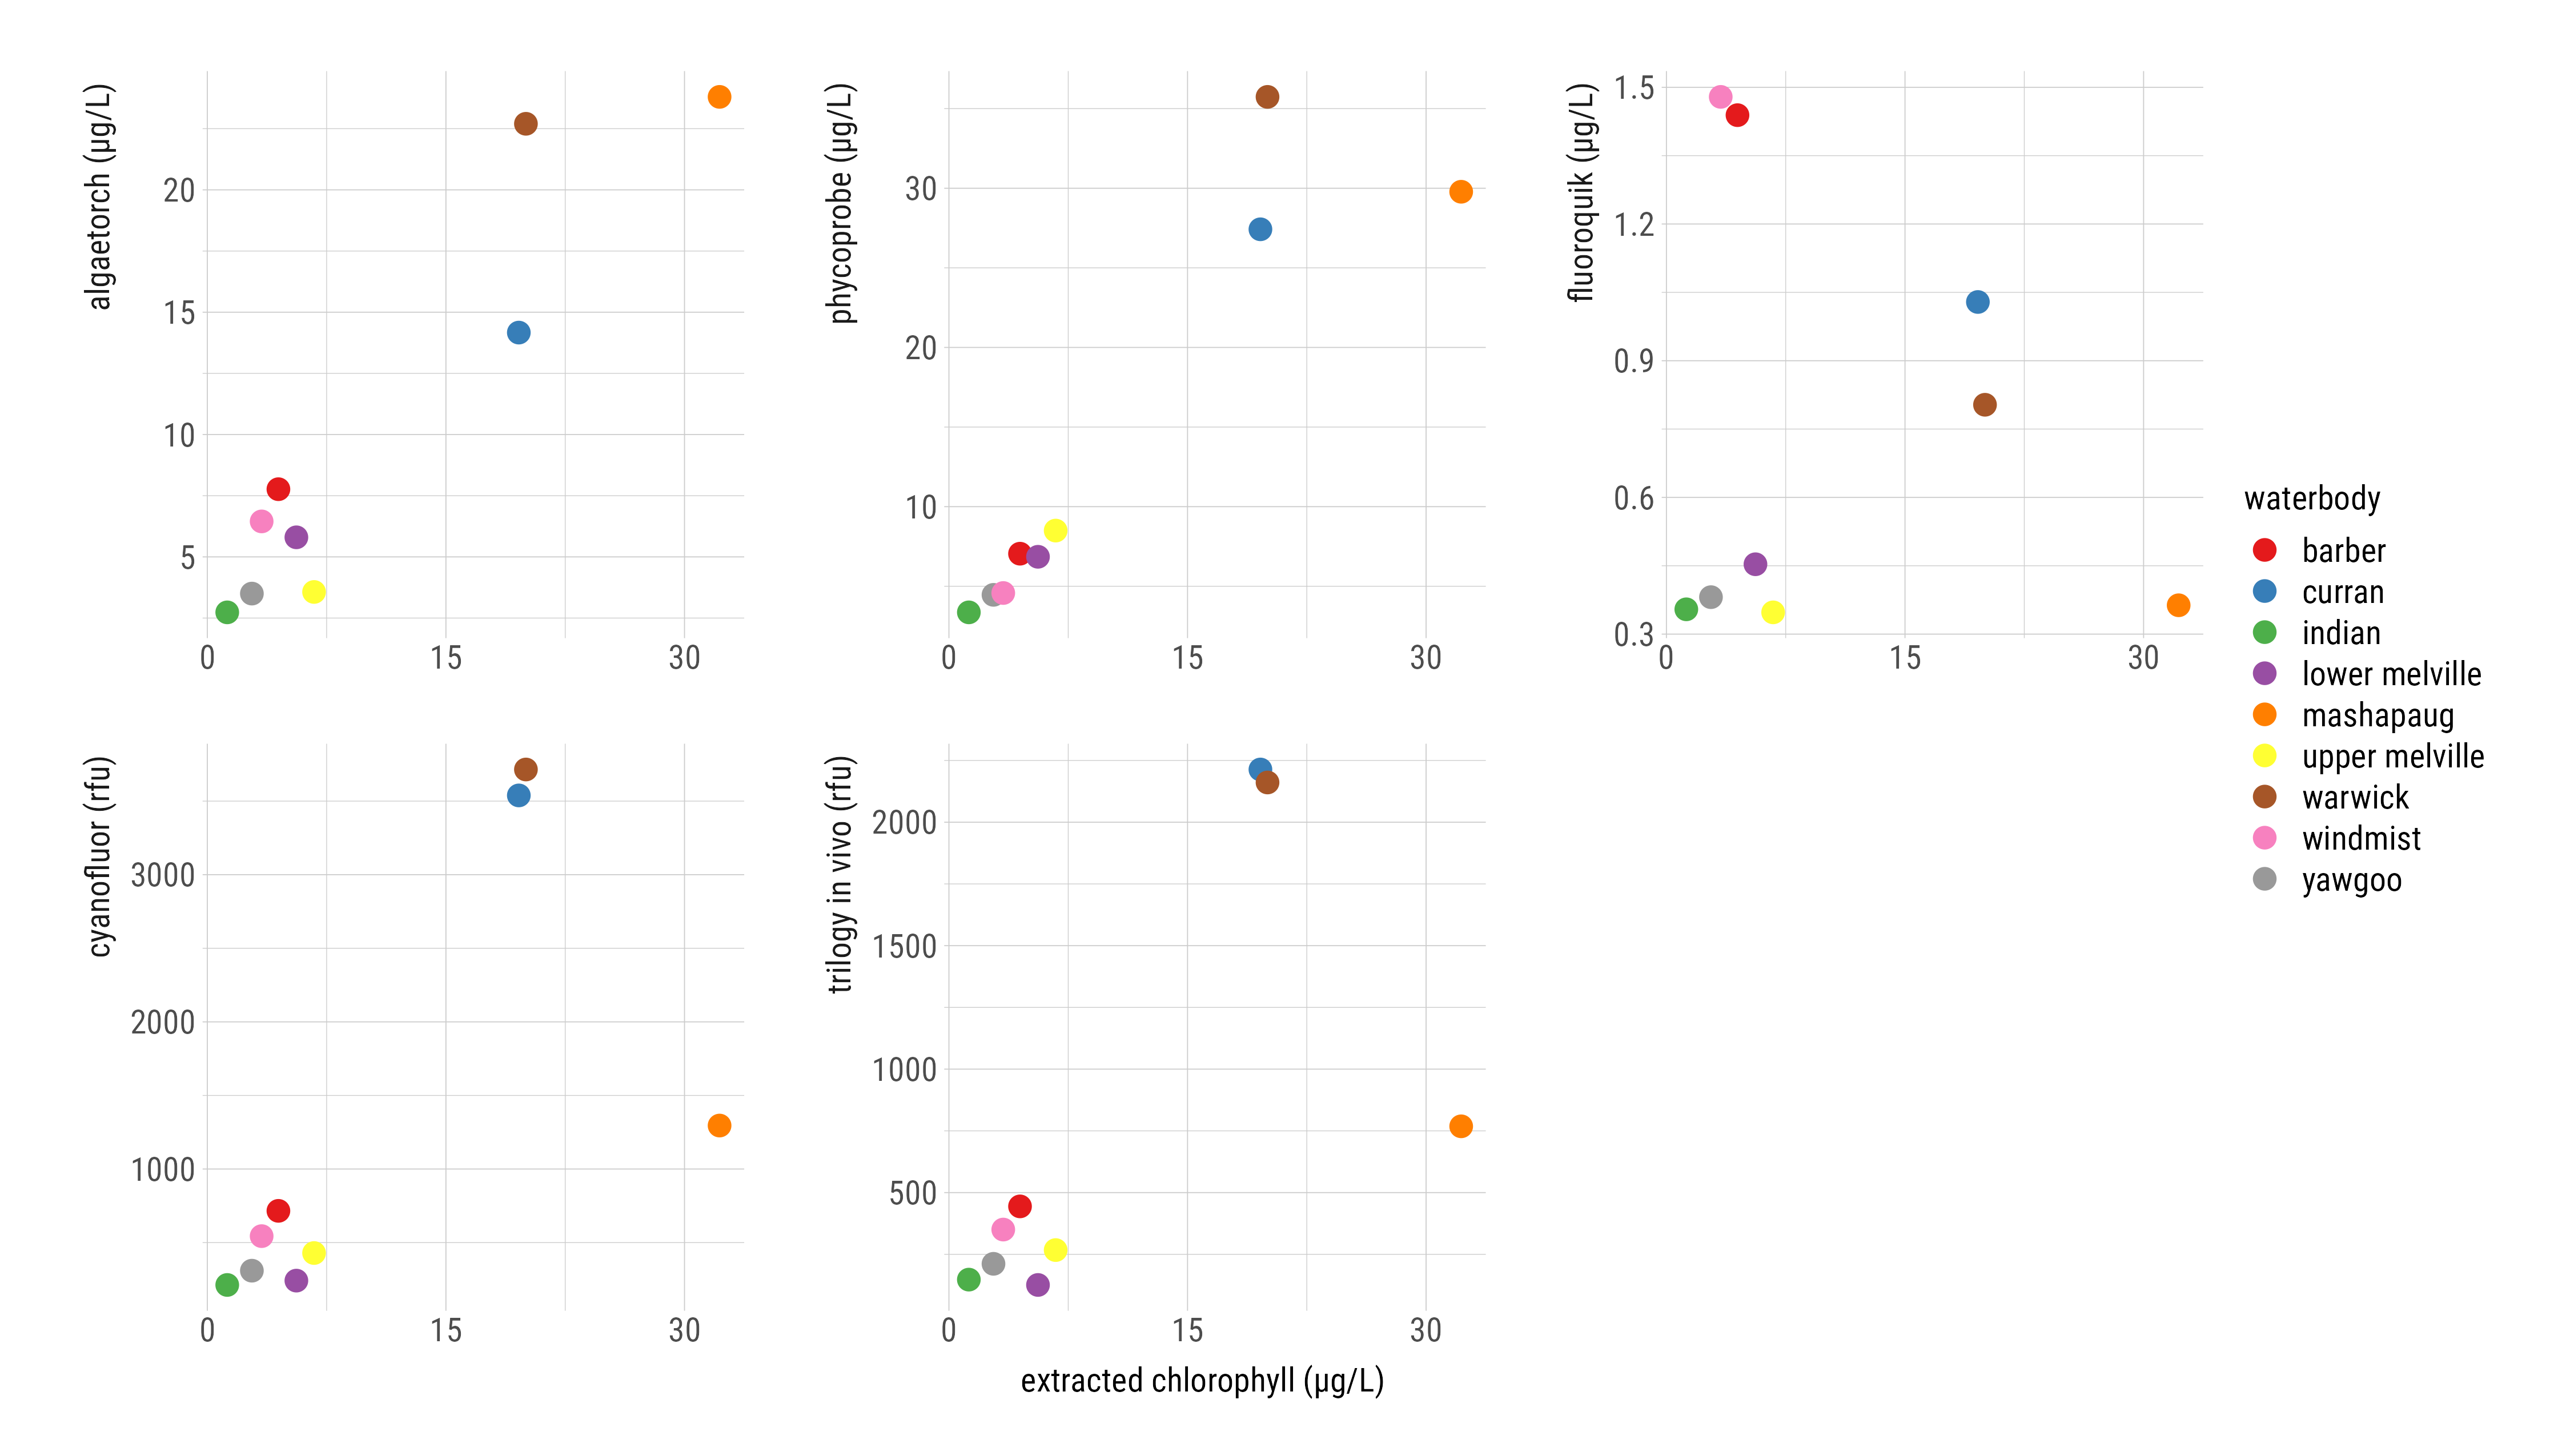 algaetorch (µg/L)
20
15
10
5
0 15 30
phycoprobe (µg/L)
30
20
10
0 15 30
fluoroquik (µg/L)
1.5
1.2
0.9
0.6
0.3
0 15 30
cyanofluor (rfu)
3000
2000
1000
0 15 30
trilogy in vivo (rfu)
2000
1500
1000
500
0 15 30
extracted chlorophyll (µg/L)
waterbody
barber
curran
indian
lower melville
mashapaug
upper melville
warwick
windmist
yawgoo